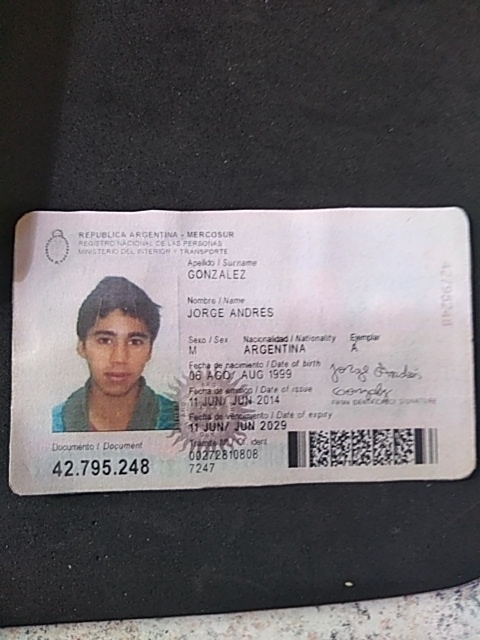 REPUBLICA ARGENTINA - MERCOSUR
REGISTRO NACIONAL DE LAS PERSONAS
MINISTERIO DEL INTERIOR Y TRANSPORTE
Apellido / Surname
GONZALEZ
Nombre / Name
JORGE ANDRÉS
Sexo / Sex Nacionalidad / Nationality Ejemplar
M ARGENTINA A
Fecha de nacimiento / Date of birth
06 AGO/ AUG 1999
Fecha de emisión / Date of issue
11 JUN/ JUN 2014
Fecha de vencimiento / Date of expiry
11 JUN/ JUN 2029
Jorge Andrés
Gonzalez
FIRMA IDENTIFICADO / SIGNATURE
Documento / Document
42.795.248
Trámite Nº / ident
00272810808
7247
42795248